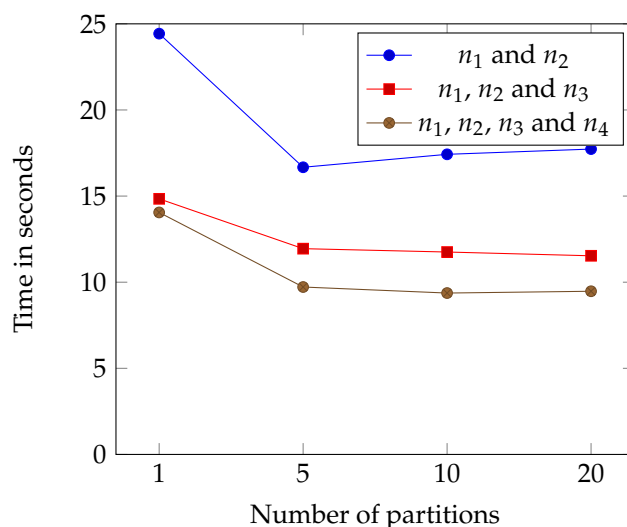 25
20
15
10
5
0
Time in seconds
n₁ and n₂
n₁, n₂ and n₃
n₁, n₂, n₃ and n₄
1 5 10 20
Number of partitions